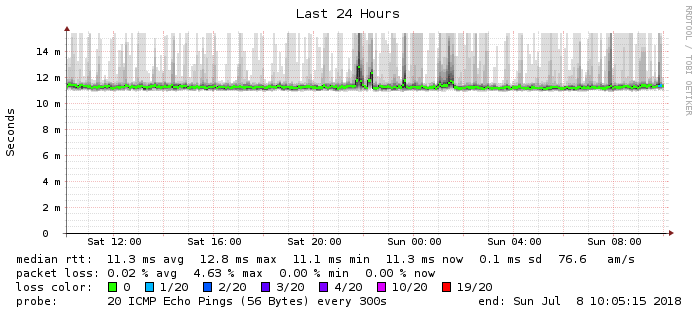 Last 24 Hours
RRDTOOL / TOBI OETIKER
Seconds
14 m
12 m
10 m
8 m
6 m
4 m
2 m
0
Sat 12:00 Sat 16:00 Sat 20:00 Sun 00:00 Sun 04:00 Sun 08:00
median rtt: 11.3 ms avg 12.8 ms max 11.1 ms min 11.3 ms now 0.1 ms sd 76.6 am/s
packet loss: 0.02 % avg 4.63 % max 0.00 % min 0.00 % now
loss color: 0 1/20 2/20 3/20 4/20 10/20 19/20
probe: 20 ICMP Echo Pings (56 Bytes) every 300s end: Sun Jul 8 10:05:15 2018